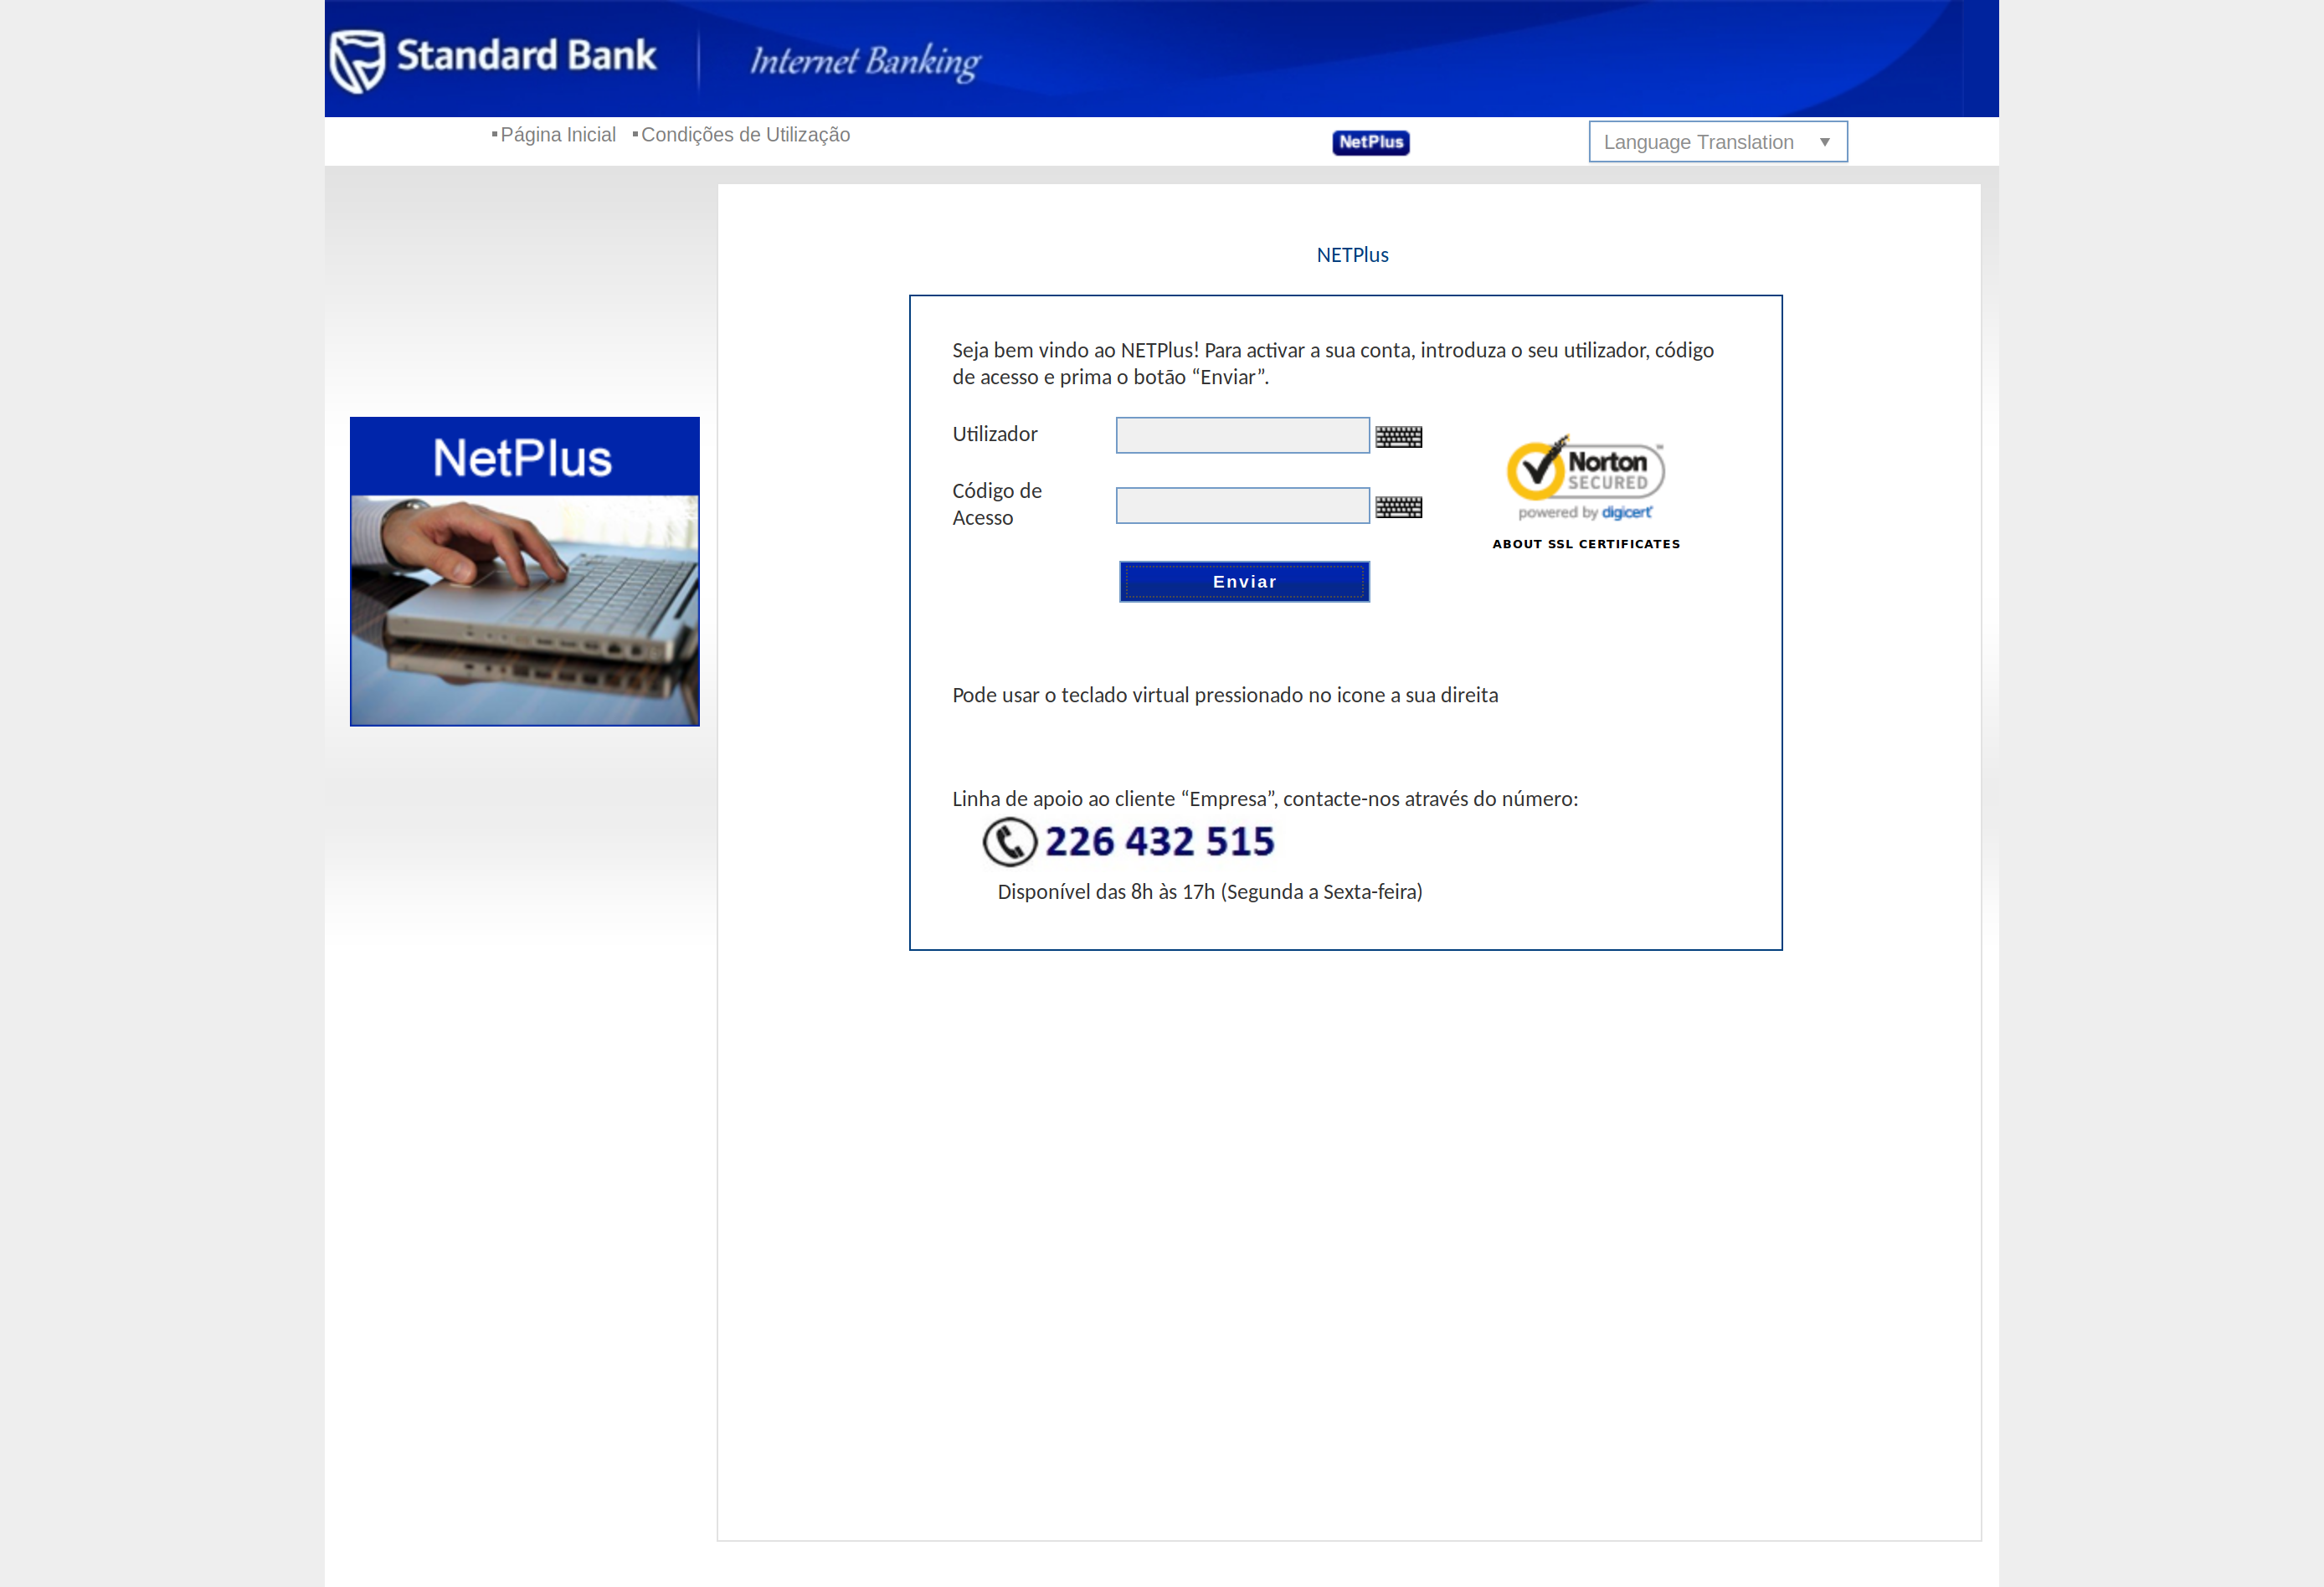 Standard Bank
Internet Banking
Página Inicial
Condições de Utilização
NetPlus
Language Translation
NETPlus
Seja bem vindo ao NETPlus! Para activar a sua conta, introduza o seu utilizador, código
de acesso e prima o botão “Enviar”.
NetPlus
Utilizador
Código de
Acesso
Norton
SECURED
powered by digicert
ABOUT SSL CERTIFICATES
Enviar
Pode usar o teclado virtual pressionado no icone a sua direita
Linha de apoio ao cliente “Empresa”, contacte-nos através do número:
226 432 515
Disponível das 8h às 17h (Segunda a Sexta-feira)